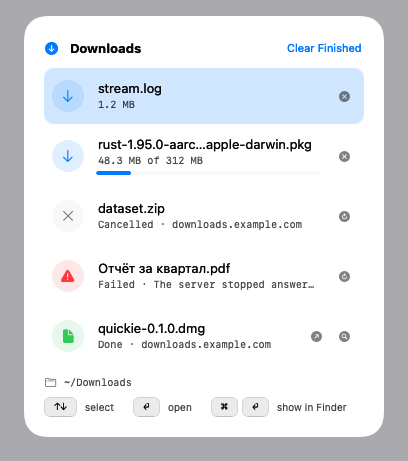 Downloads
Clear Finished
stream.log
1.2 MB
rust-1.95.0-aarc...apple-darwin.pkg
48.3 MB of 312 MB
dataset.zip
Cancelled · downloads.example.com
Отчёт за квартал.pdf
Failed · The server stopped answer…
quickie-0.1.0.dmg
Done · downloads.example.com
~/Downloads
↑↓ select ↵ open ⌘ ↵ show in Finder